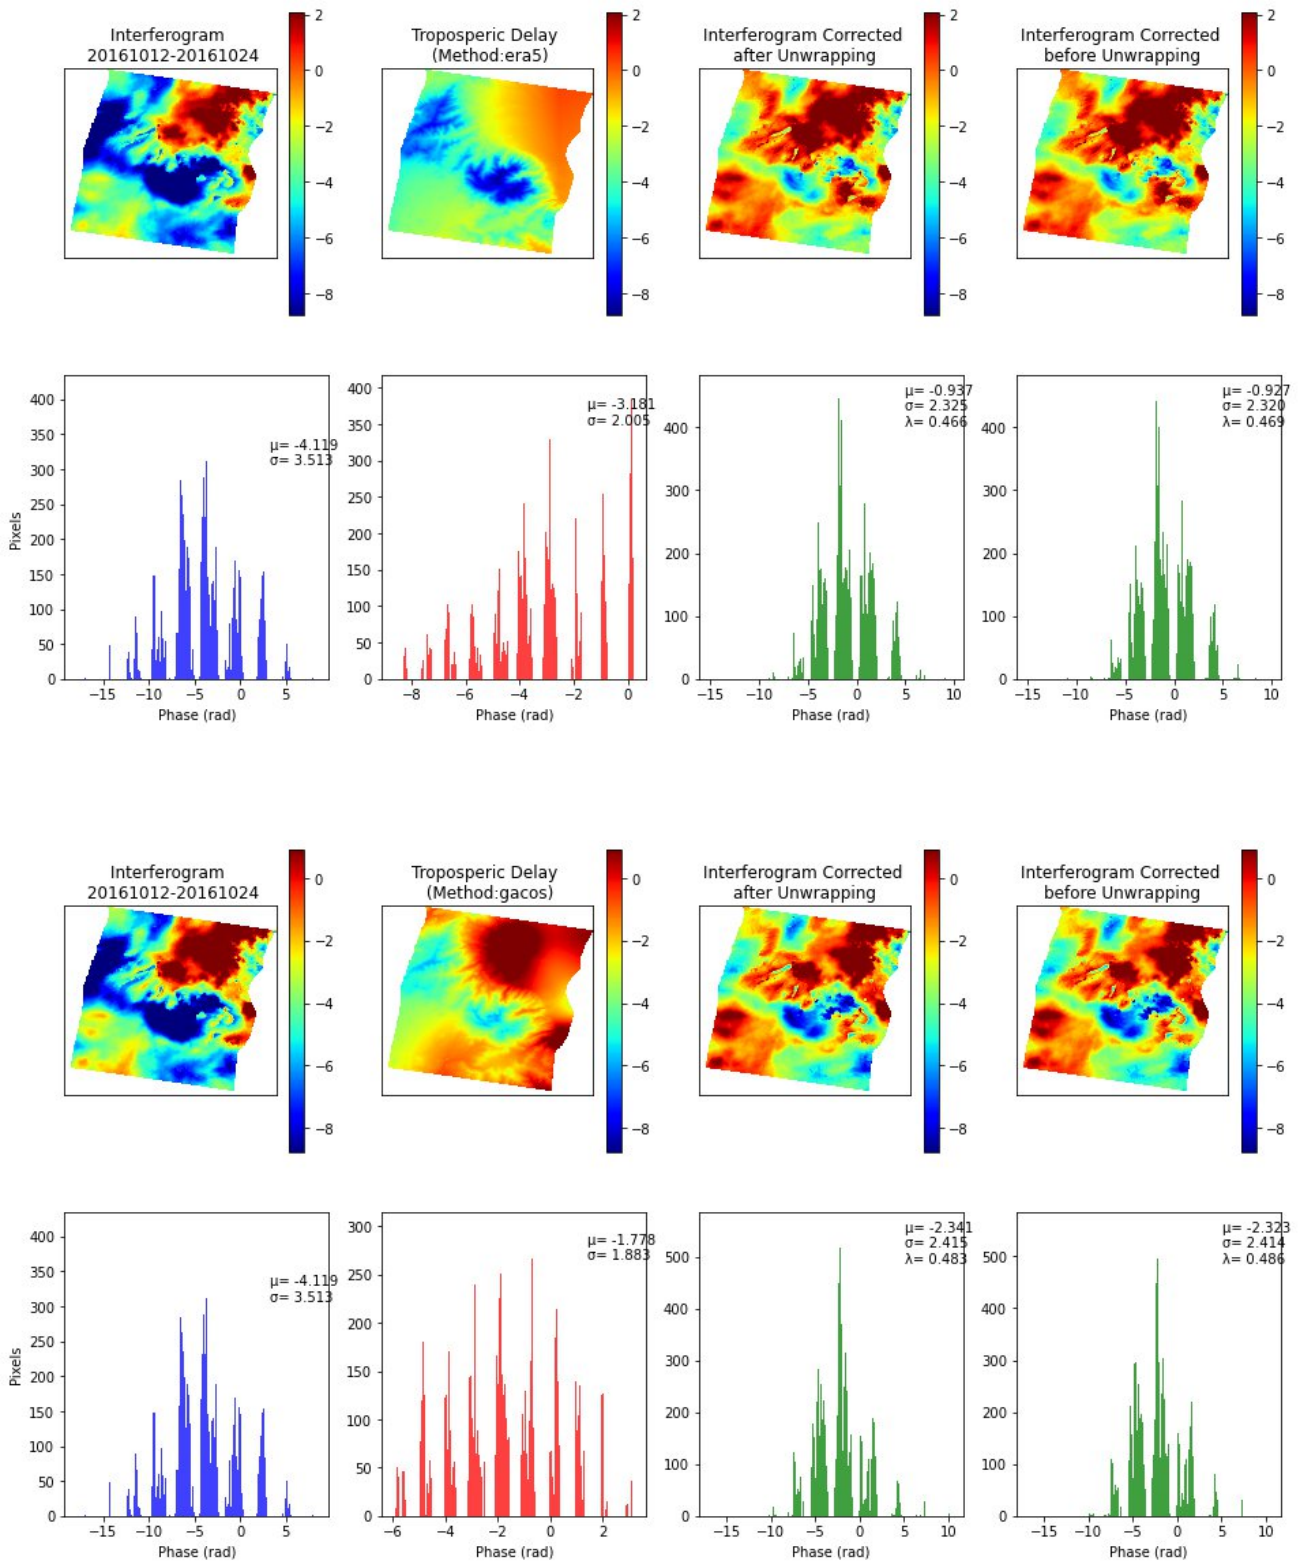 Interferogram
20161012-20161024
2
0
−2
−4
−6
−8
Troposperic Delay
(Method:era5)
2
0
−2
−4
−6
−8
Interferogram Corrected
after Unwrapping
2
0
−2
−4
−6
−8
Interferogram Corrected
before Unwrapping
2
0
−2
−4
−6
−8
Pixels
400
350
300
250
200
150
100
50
0
μ= -4.119
σ= 3.513
−15 −10 −5 0 5
Phase (rad)
400
350
300
250
200
150
100
50
0
μ= -3.181
σ= 2.005
−8 −6 −4 −2 0
Phase (rad)
400
300
200
100
0
μ= -0.937
σ= 2.325
λ= 0.466
−15 −10 −5 0 5 10
Phase (rad)
400
300
200
100
0
μ= -0.927
σ= 2.320
λ= 0.469
−15 −10 −5 0 5 10
Phase (rad)
Interferogram
20161012-20161024
0
−2
−4
−6
−8
Troposperic Delay
(Method:gacos)
0
−2
−4
−6
−8
Interferogram Corrected
after Unwrapping
0
−2
−4
−6
−8
Interferogram Corrected
before Unwrapping
0
−2
−4
−6
−8
Pixels
400
350
300
250
200
150
100
50
0
μ= -4.119
σ= 3.513
−15 −10 −5 0 5
Phase (rad)
300
250
200
150
100
50
0
μ= -1.778
σ= 1.883
−6 −4 −2 0 2
Phase (rad)
500
400
300
200
100
0
μ= -2.341
σ= 2.415
λ= 0.483
−15 −10 −5 0 5 10
Phase (rad)
500
400
300
200
100
0
μ= -2.323
σ= 2.414
λ= 0.486
−15 −10 −5 0 5 10
Phase (rad)